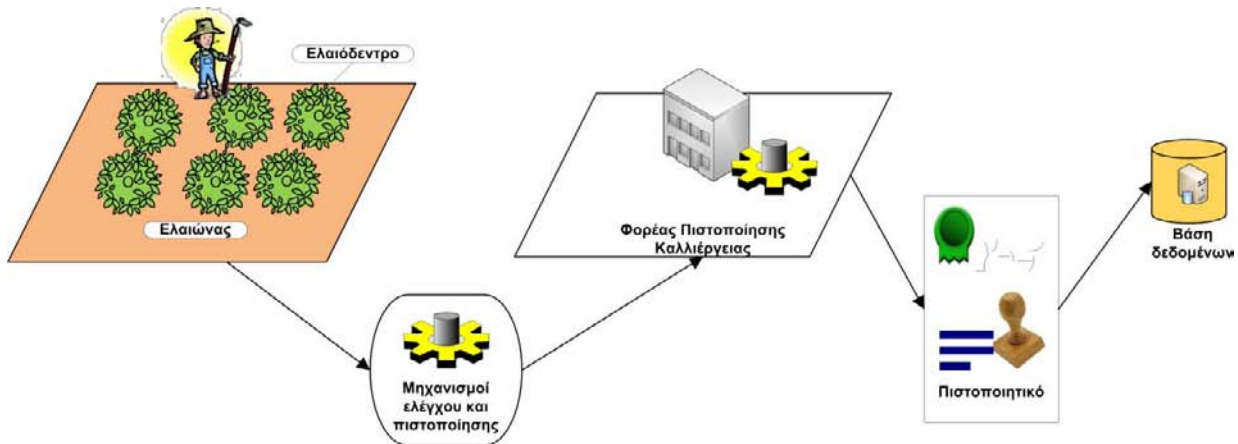 Ελαιόδεντρο
Ελαιώνας
Μηχανισμοί
ελέγχου και
πιστοποίησης
Φορέας Πιστοποίησης
Καλλιέργειας
Πιστοποιητικό
Βάση
δεδομένων